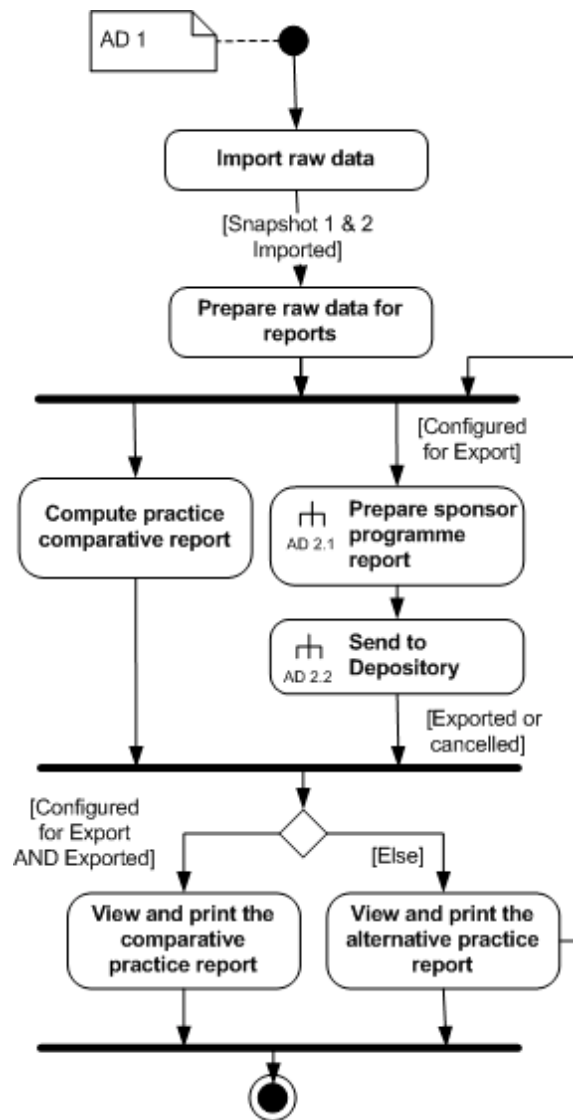 AD 1
Import raw data
[Snapshot 1 & 2
Imported]
Prepare raw data for
reports
[Configured
for Export]
Compute practice
comparative report
AD 2.1
Prepare sponsor
programme
report
AD 2.2
Send to
Depository
[Exported or
cancelled]
[Configured
for Export
AND Exported]
[Else]
View and print the
comparative
practice report
View and print the
alternative practice
report